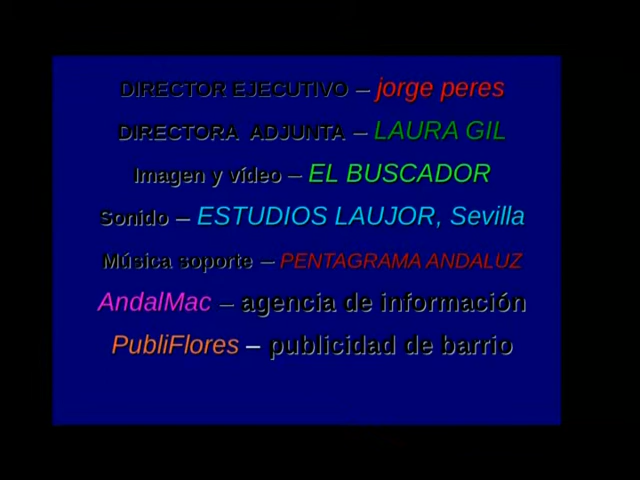 DIRECTOR EJECUTIVO – jorge peres
DIRECTORA ADJUNTA – LAURA GIL
Imagen y vídeo – EL BUSCADOR
Sonido – ESTUDIOS LAUJOR, Sevilla
Música soporte – PENTAGRAMA ANDALUZ
AndalMac – agencia de información
PubliFlores – publicidad de barrio